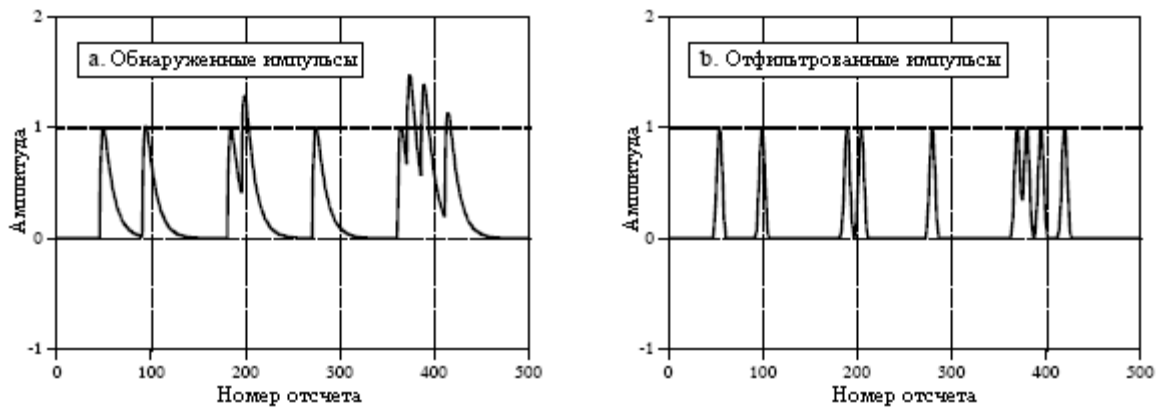 a. Обнаруженные импульсы
Амплитуда
2
1
0
-1
0 100 200 300 400 500
Номер отсчета
b. Отфильтрованные импульсы
Амплитуда
2
1
0
-1
0 100 200 300 400 500
Номер отсчета